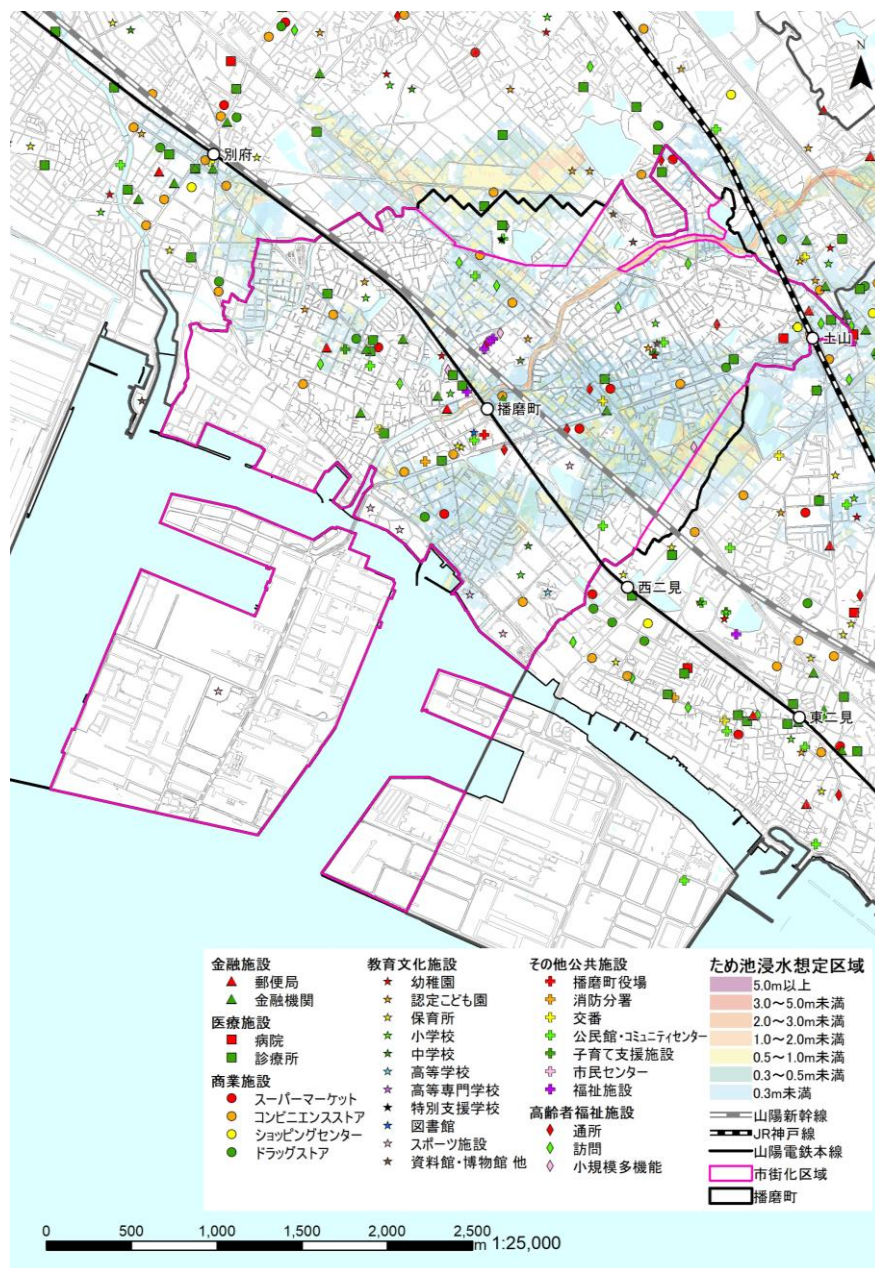 N
別府
土山
播磨町
西二見
東二見
金融施設
郵便局
金融機関
医療施設
病院
診療所
商業施設
スーパーマーケット
コンビニエンスストア
ショッピングセンター
ドラッグストア
教育文化施設
幼稚園
認定こども園
保育所
小学校
中学校
高等学校
高等専門学校
特別支援学校
図書館
スポーツ施設
資料館・博物館 他
その他公共施設
播磨町役場
消防分署
交番
公民館・コミュニティセンター
子育て支援施設
市民センター
福祉施設
高齢者福祉施設
通所
訪問
小規模多機能
ため池浸水想定区域
5.0m以上
3.0～5.0m未満
2.0～3.0m未満
1.0～2.0m未満
0.5～1.0m未満
0.3～0.5m未満
0.3m未満
山陽新幹線
JR神戸線
山陽電鉄本線
市街化区域
播磨町
0 500 1,000 1,500 2,000 2,500
m 1:25,000